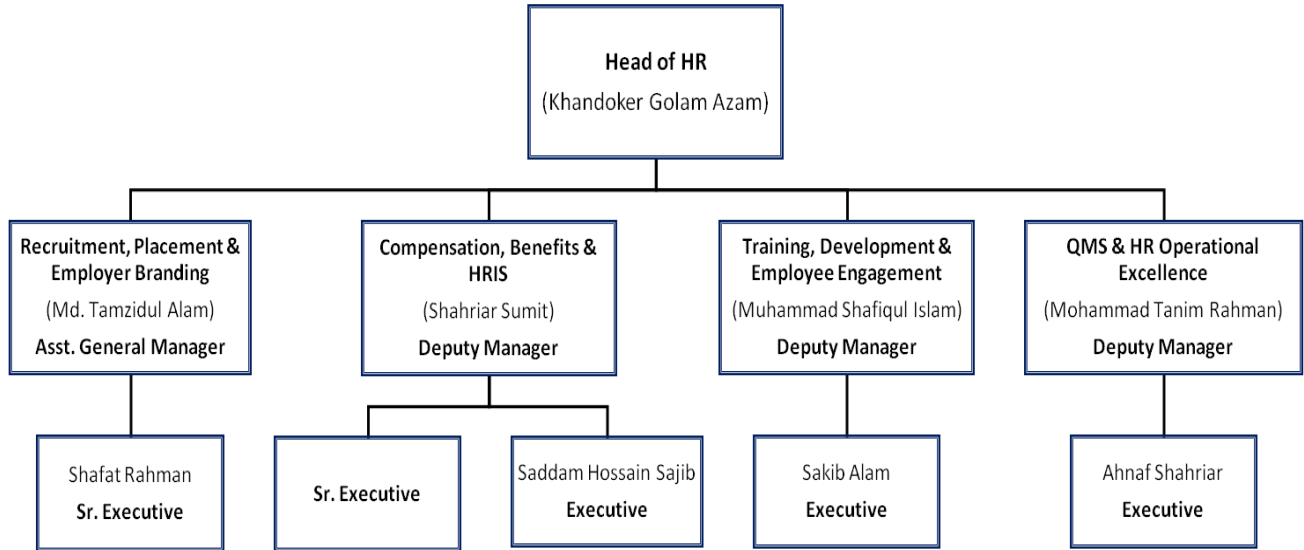 Head of HR
(Khandoker Golam Azam)
Recruitment, Placement &
Employer Branding
(Md. Tamzidul Alam)
Asst. General Manager
Compensation, Benefits &
HRIS
(Shahriar Sumit)
Deputy Manager
Training, Development &
Employee Engagement
(Muhammad Shafiqul Islam)
Deputy Manager
QMS & HR Operational
Excellence
(Mohammad Tanim Rahman)
Deputy Manager
Shafat Rahman
Sr. Executive
Sr. Executive
Saddam Hossain Sajib
Executive
Sakib Alam
Executive
Ahnaf Shahriar
Executive